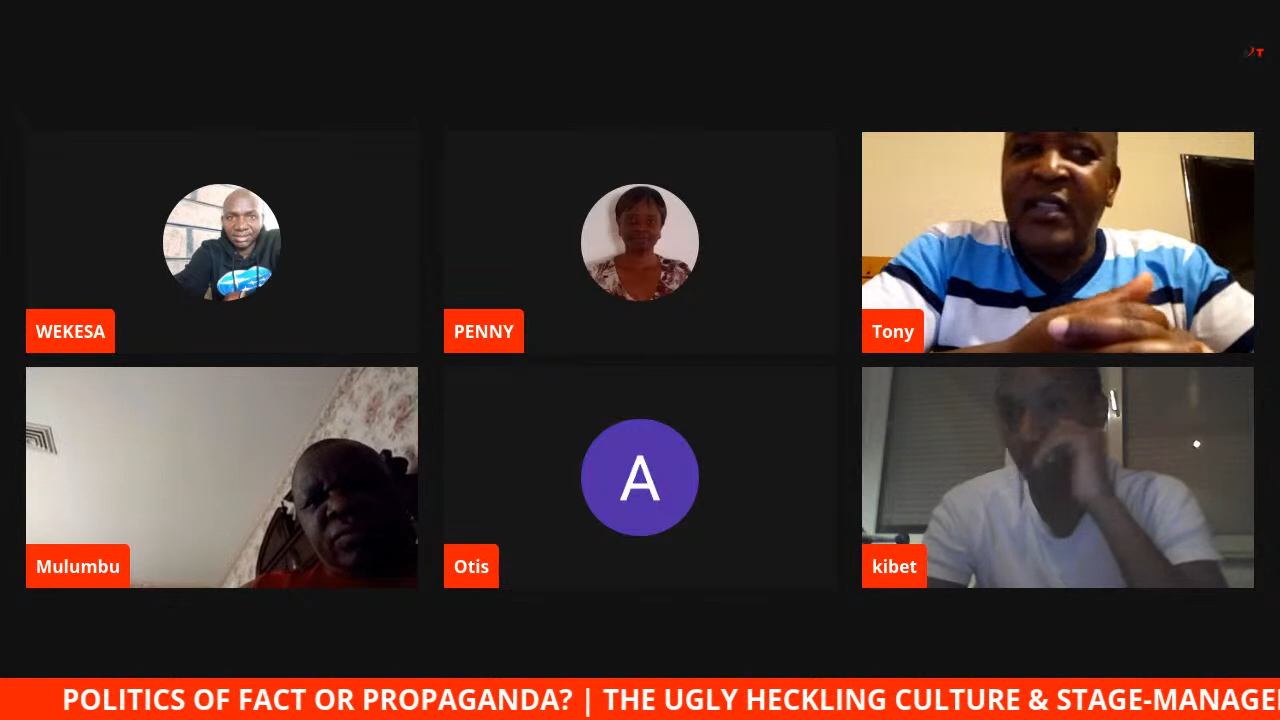 WEKESA
PENNY
Tony
Mulumbu
A
Otis
kibet
POLITICS OF FACT OR PROPAGANDA? | THE UGLY HECKLING CULTURE & STAGE-MANAGE